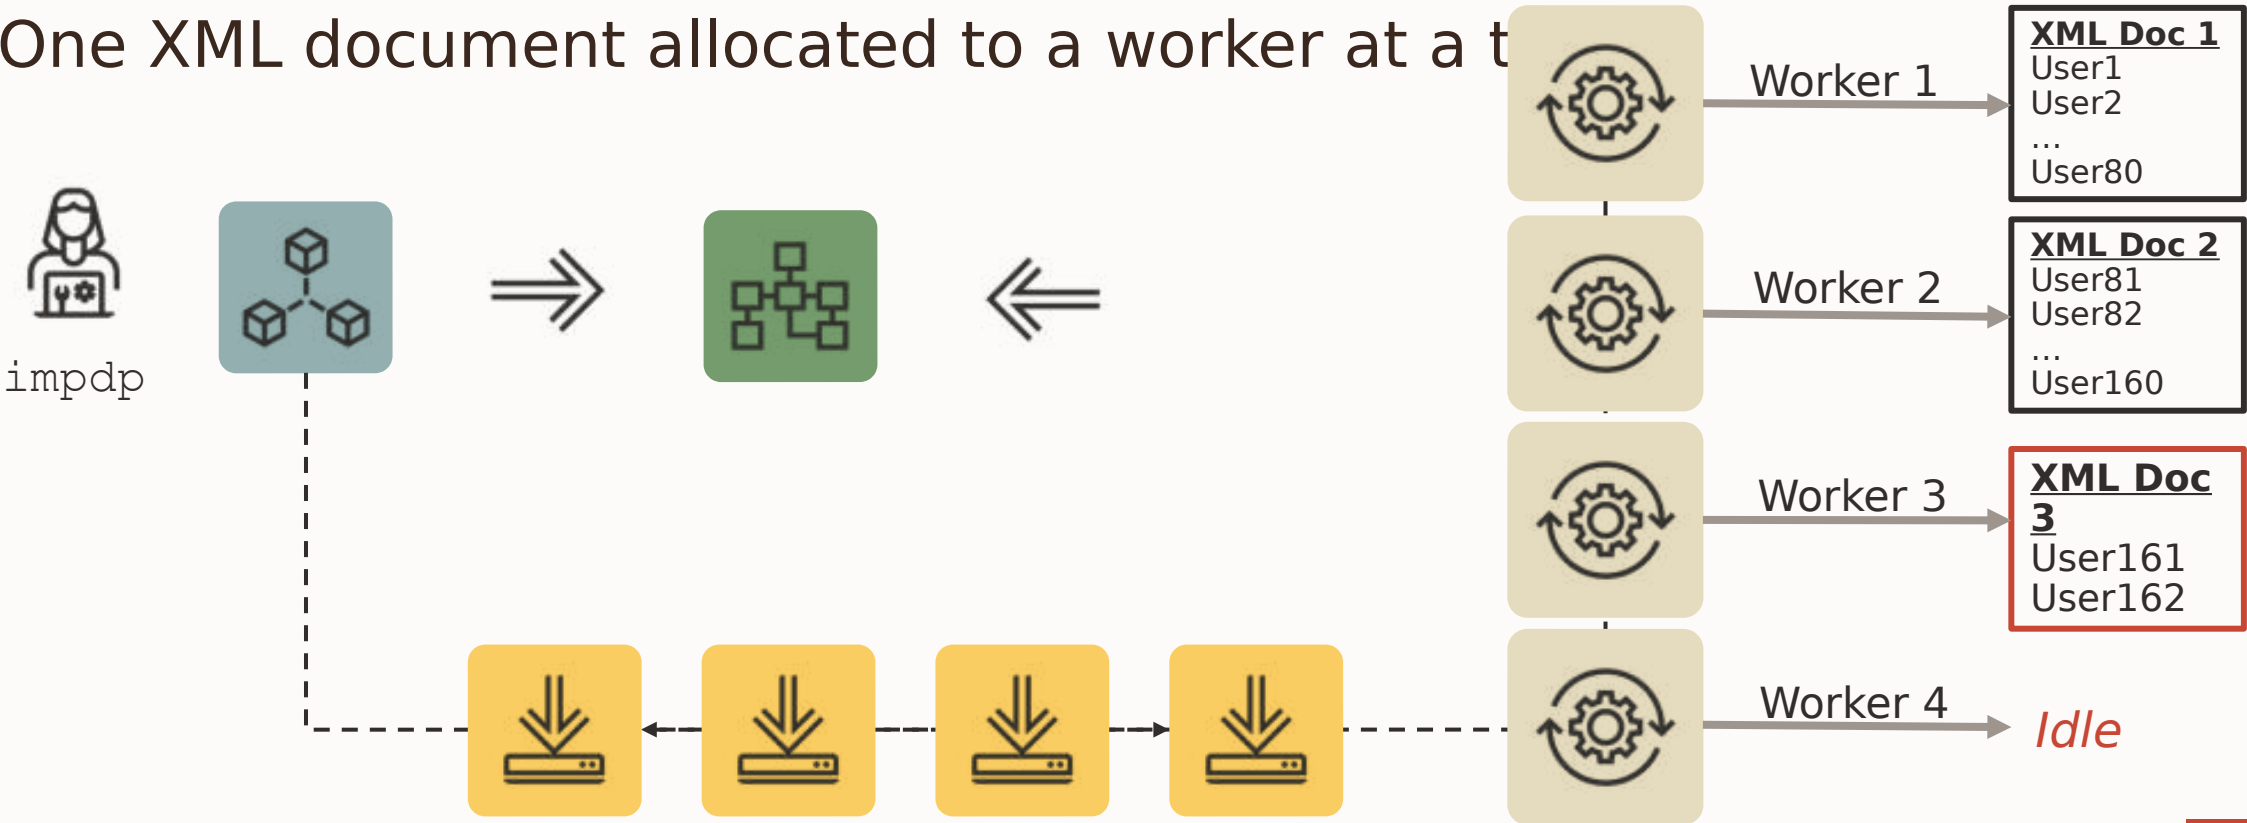 One XML document allocated to a worker at a t
impdp
Worker 1
XML Doc 1
User1
User2
...
User80
Worker 2
XML Doc 2
User81
User82
...
User160
Worker 3
XML Doc
3
User161
User162
Worker 4
Idle